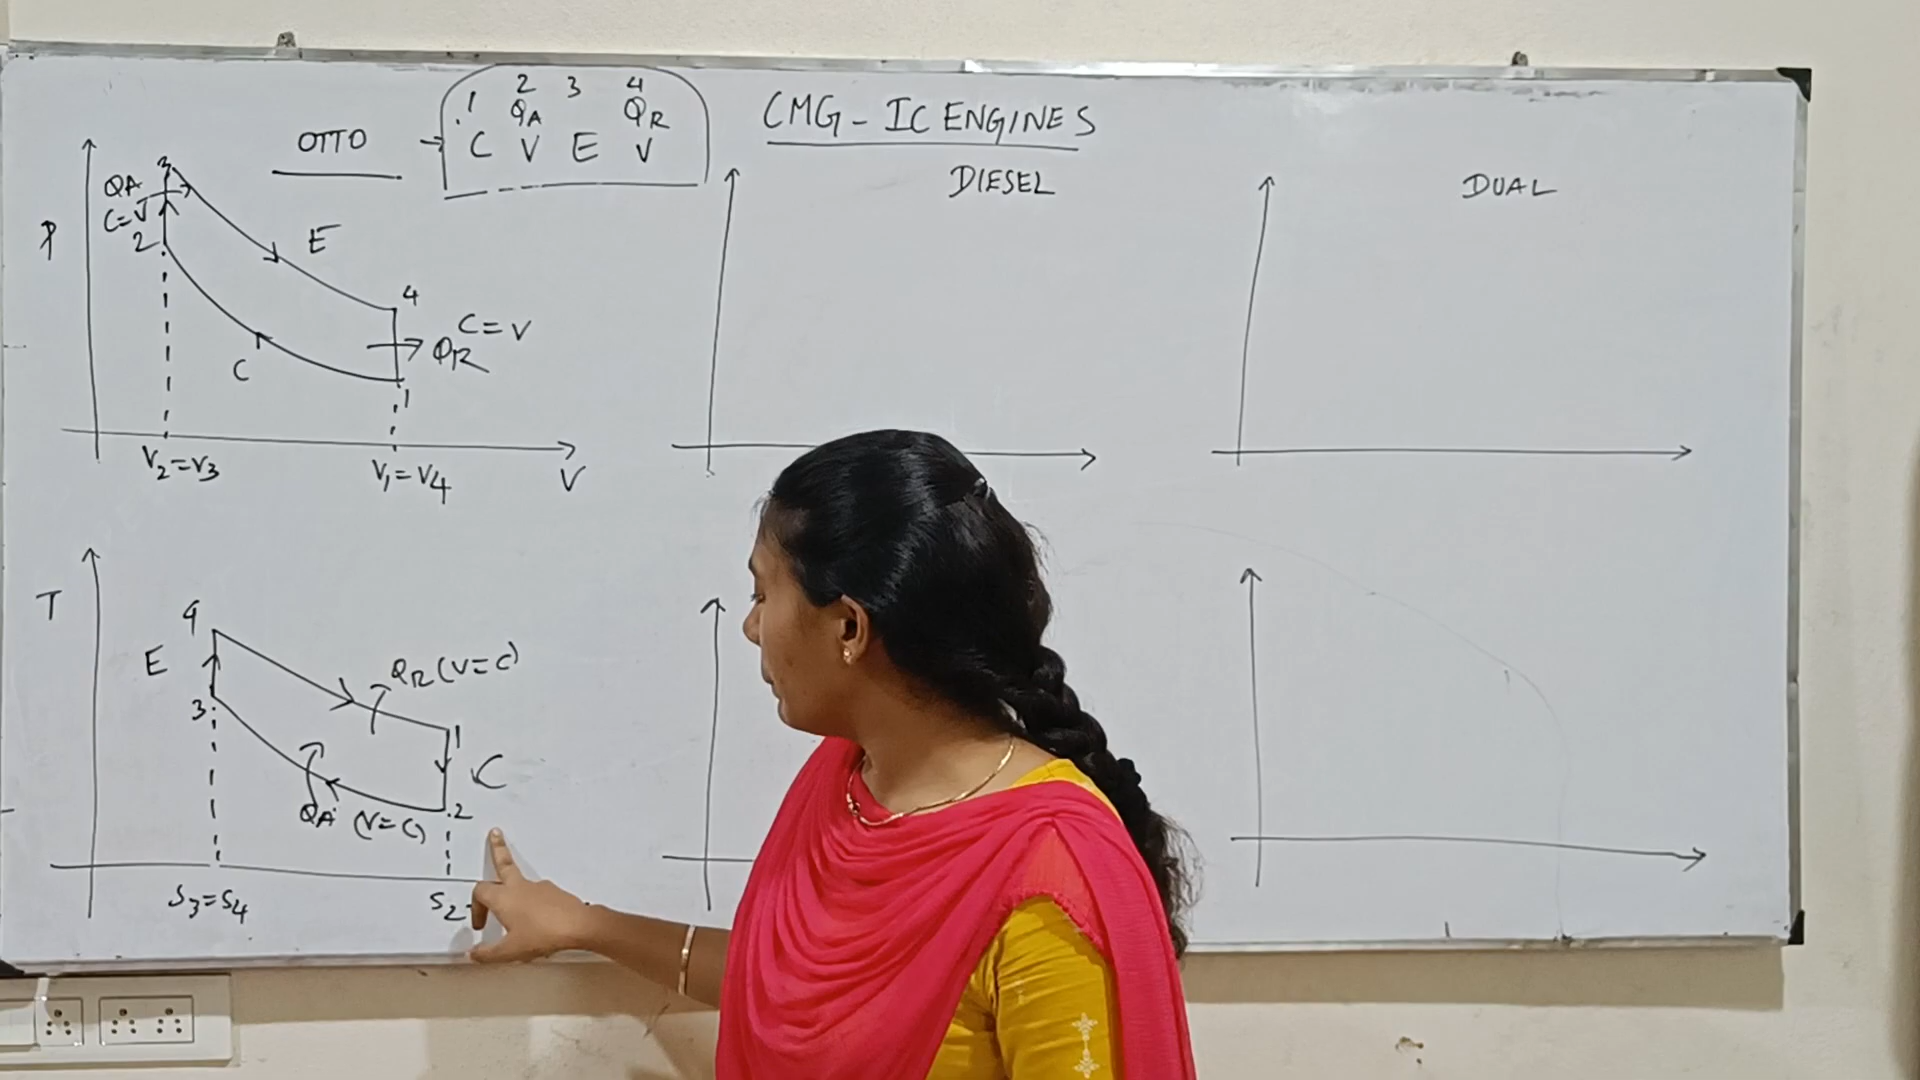 CMG - IC ENGINES
OTTO →
1 2 3 4
QA QR
C V E V
DIESEL
DUAL
P
QA
C=V
3
2
E
C
4
C=V
QR
1
V2=V3
V1=V4
V
T
4
E
3
QR (V=C)
1
C
QA (V=C)
2
S3=S4
S2